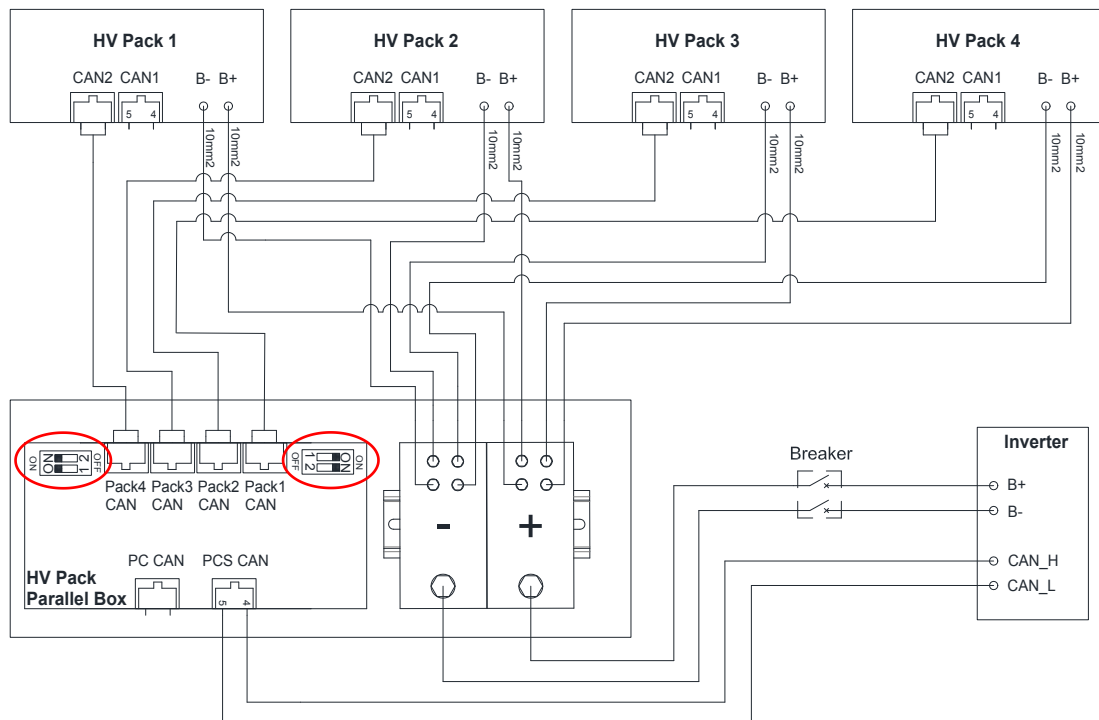 HV Pack 1
HV Pack 2
HV Pack 3
HV Pack 4
CAN2 CAN1 B- B+
CAN2 CAN1 B- B+
CAN2 CAN1 B- B+
CAN2 CAN1 B- B+
5 4
5 4
5 4
5 4
10mm2
10mm2
10mm2
10mm2
10mm2
10mm2
10mm2
10mm2
ON
ON
1 2
OFF
OFF
1 2
ON
ON
Pack4 CAN
Pack3 CAN
Pack2 CAN
Pack1 CAN
PC CAN
PCS CAN
5 4
HV Pack
Parallel Box
-
+
Breaker
Inverter
B+
B-
CAN_H
CAN_L